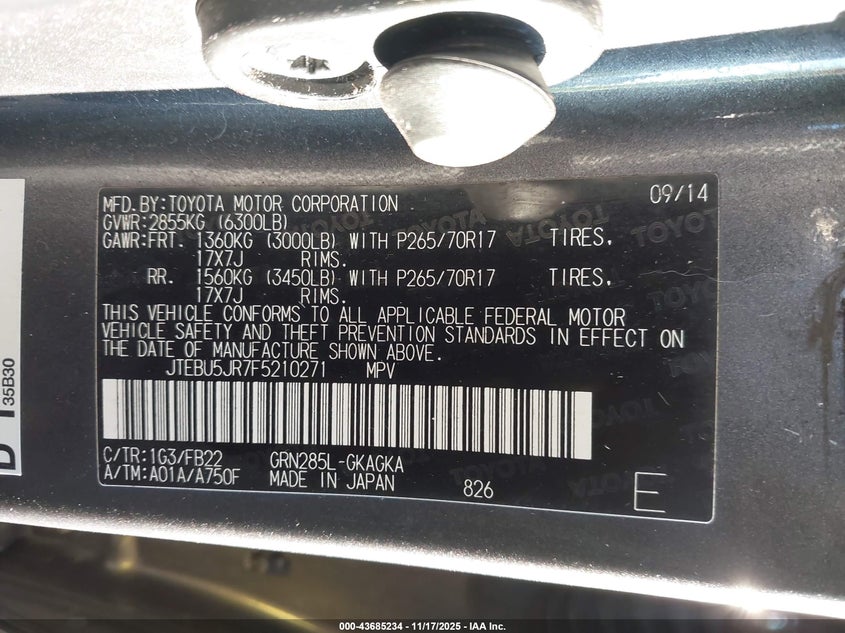 MFD.BY:TOYOTA MOTOR CORPORATION 09/14
GVWR:2855KG (6300LB)
GAWR:FRT. 1360KG (3000LB) WITH P265/70R17 TIRES,
17X7J RIMS.
RR. 1560KG (3450LB) WITH P265/70R17 TIRES,
17X7J RIMS.
THIS VEHICLE CONFORMS TO ALL APPLICABLE FEDERAL MOTOR
VEHICLE SAFETY AND THEFT PREVENTION STANDARDS IN EFFECT ON
THE DATE OF MANUFACTURE SHOWN ABOVE.
JTEBU5JR7F5210271 MPV
C/TR:1G3/FB22 GRN285L-GKAGKA
A/TM:A01A/A750F MADE IN JAPAN 826 E
35B30
TOYOTA
000-43685234 - 11/17/2025 - IAA Inc.